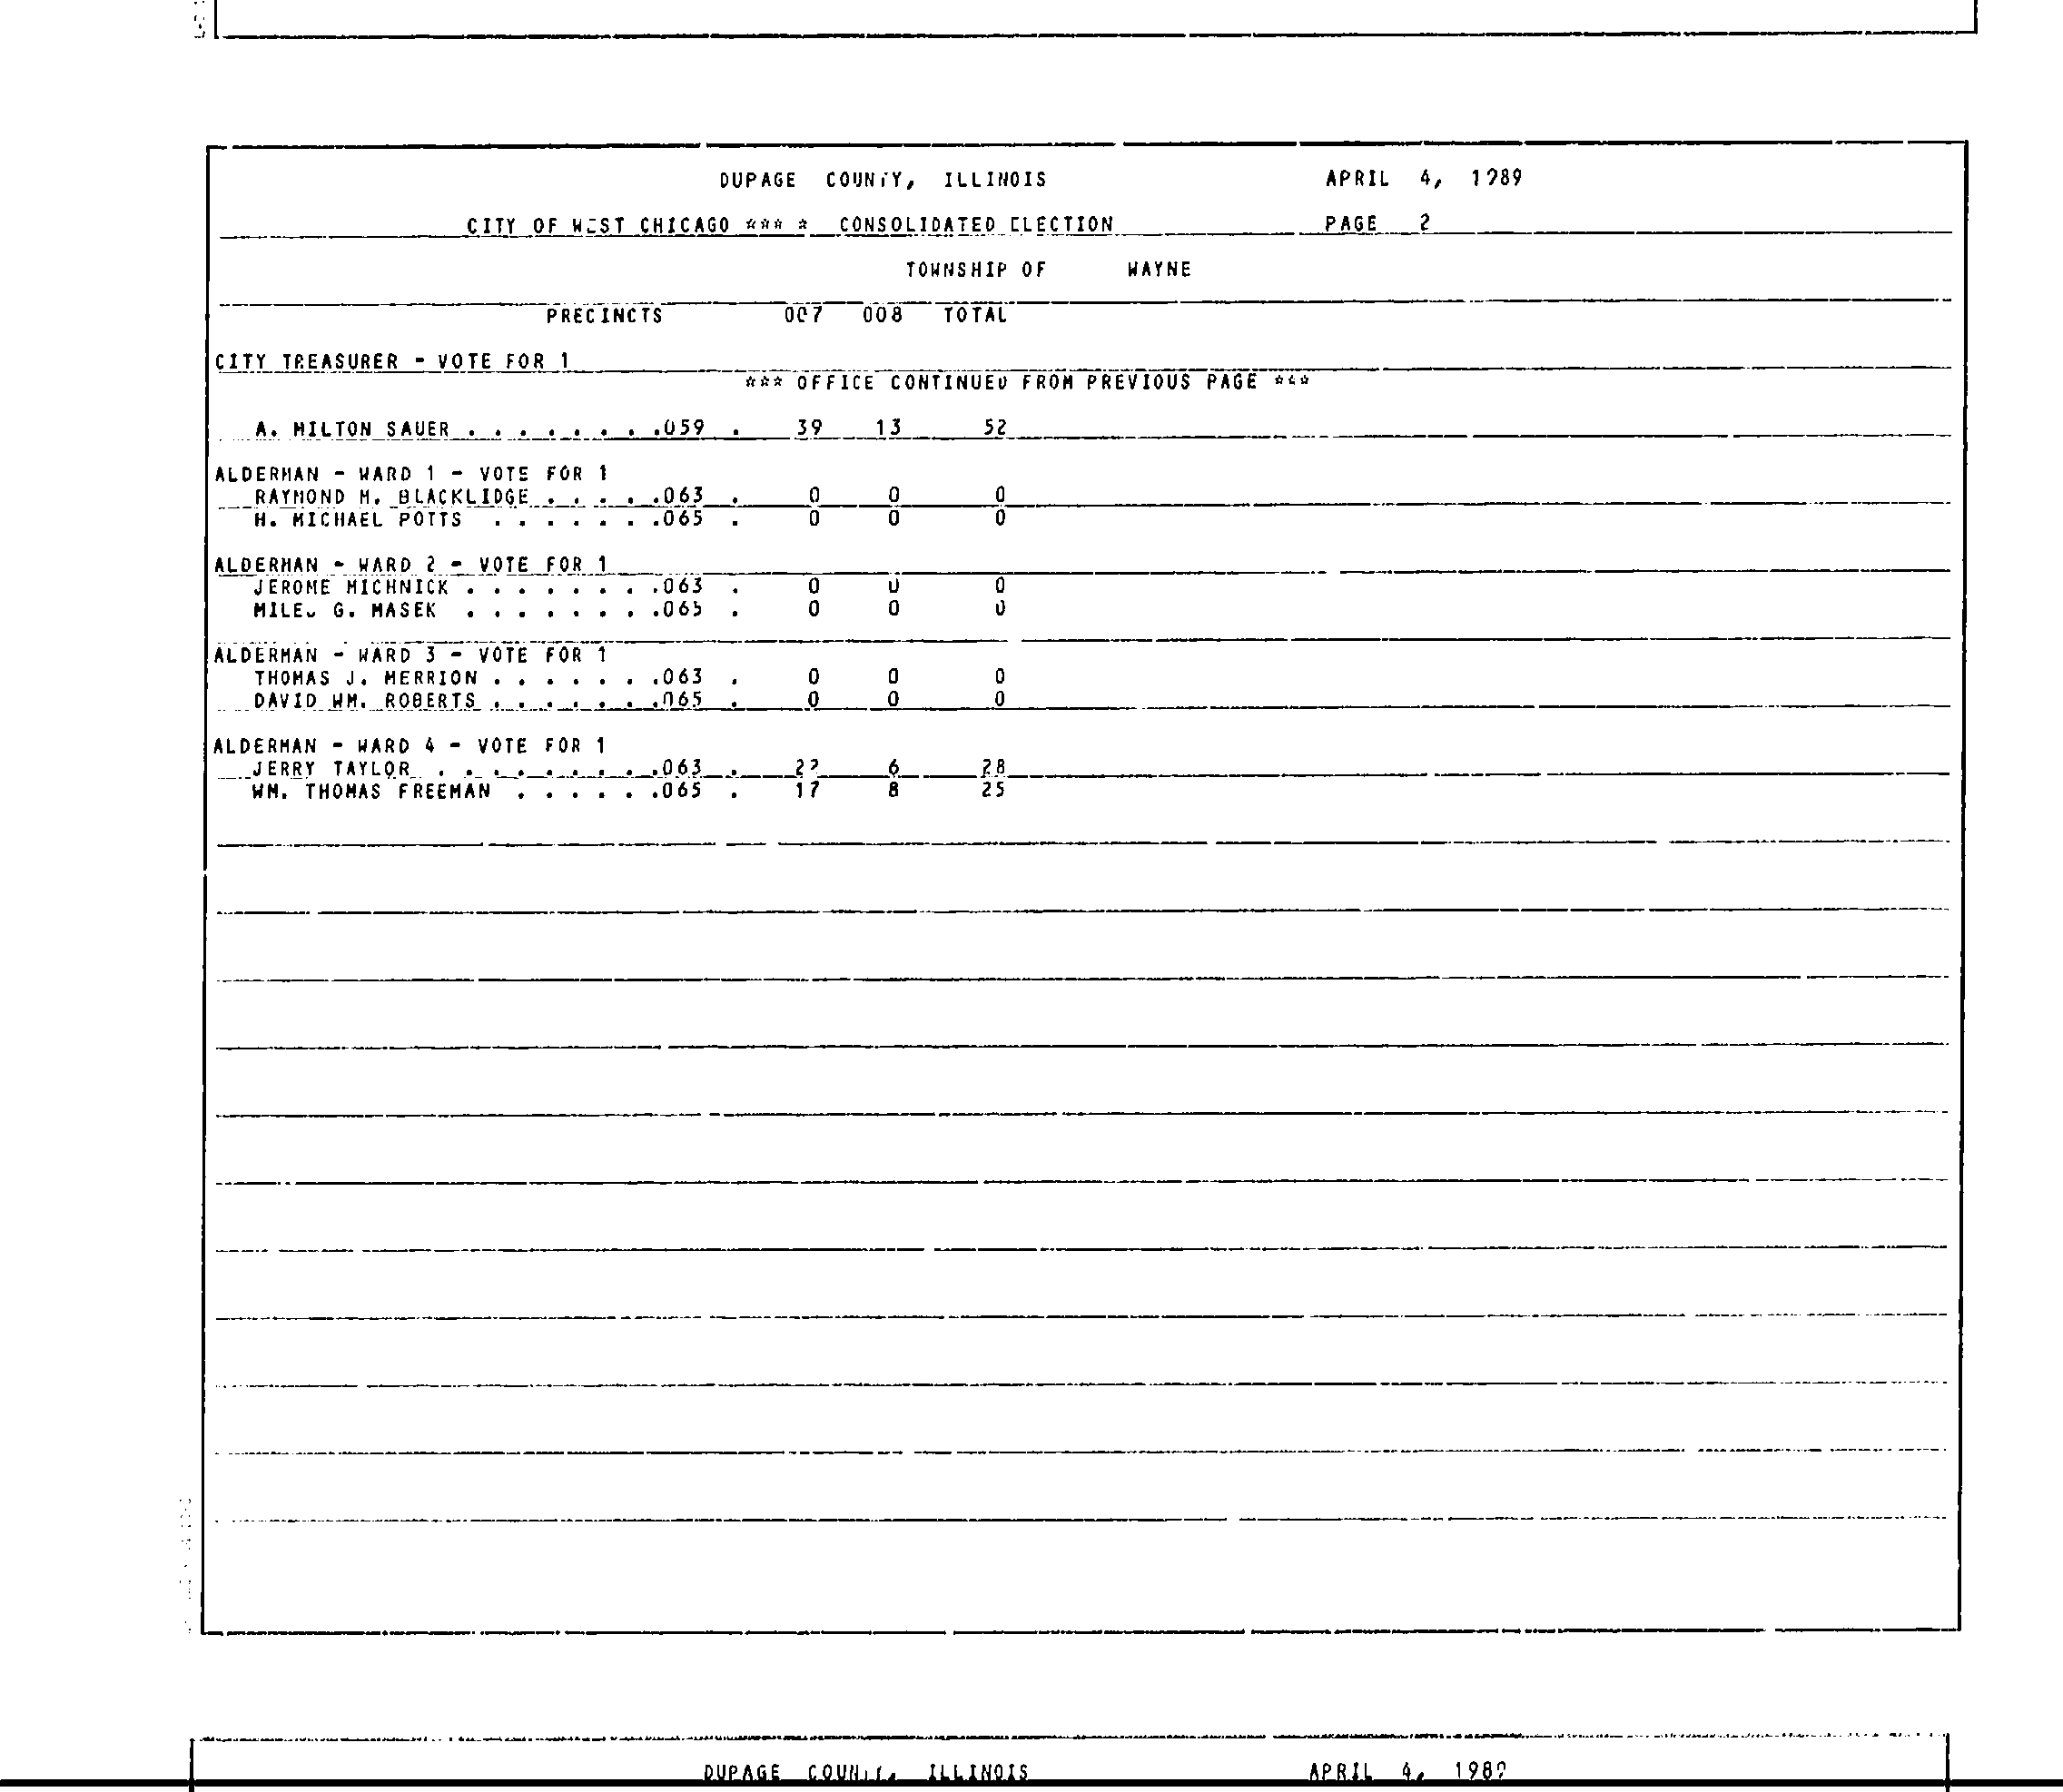 DUPAGE COUNTY, ILLINOIS APRIL 4, 1989
CITY OF WEST CHICAGO *** * CONSOLIDATED ELECTION PAGE 2
TOWNSHIP OF WAYNE
PRECINCTS 007 008 TOTAL
CITY TREASURER - VOTE FOR 1
*** OFFICE CONTINUED FROM PREVIOUS PAGE ***
A. MILTON SAUER . . . . . . . .059 . 39 13 52
ALDERMAN - WARD 1 - VOTE FOR 1
RAYMOND M. BLACKLIDGE . . . . .063 . 0 0 0
H. MICHAEL POTTS . . . . . . .065 . 0 0 0
ALDERMAN - WARD 2 - VOTE FOR 1
JEROME MICHNICK . . . . . . . .063 . 0 0 0
MILES G. MASEK . . . . . . . .065 . 0 0 0
ALDERMAN - WARD 3 - VOTE FOR 1
THOMAS J. MERRION . . . . . . .063 . 0 0 0
DAVID WM. ROBERTS . . . . . . .065 . 0 0 0
ALDERMAN - WARD 4 - VOTE FOR 1
JERRY TAYLOR . . . . . . . . .063 . 22 6 28
WM. THOMAS FREEMAN . . . . . .065 . 17 8 25
DUPAGE COUNTY, ILLINOIS APRIL 4, 1989